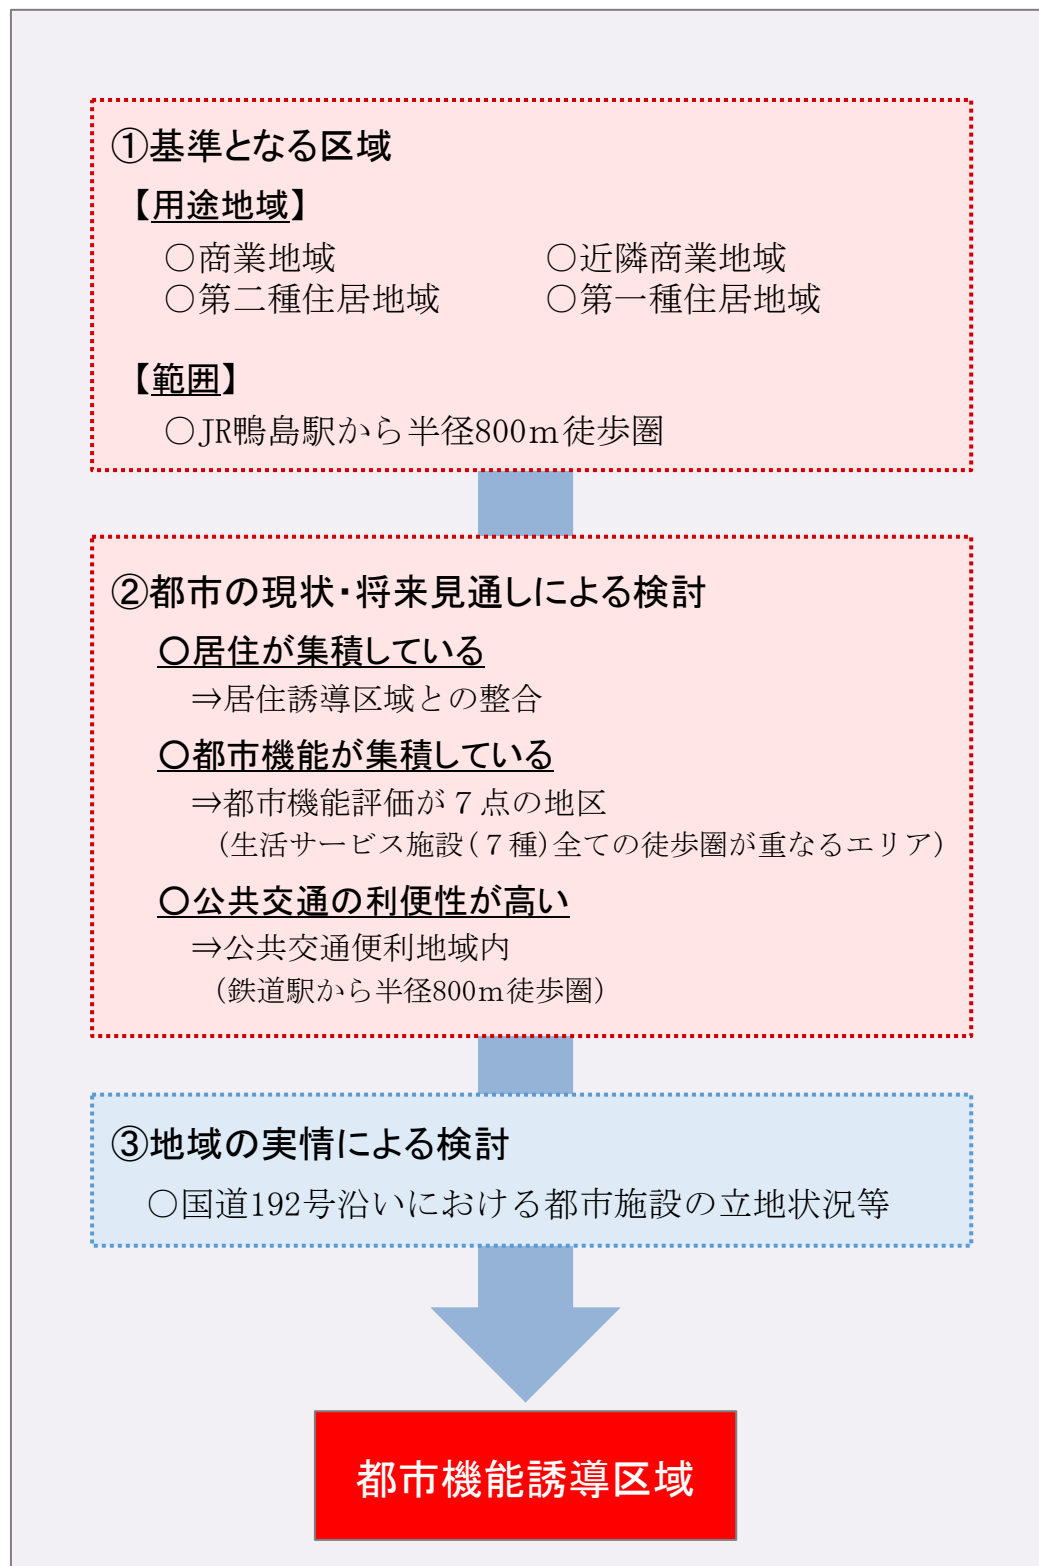 ①基準となる区域
【用途地域】
○商業地域 ○近隣商業地域
○第二種住居地域 ○第一種住居地域
【範囲】
○JR鴨島駅から半径800ｍ徒歩圏
②都市の現状・将来見通しによる検討
○居住が集積している
⇒居住誘導区域との整合
○都市機能が集積している
⇒都市機能評価が７点の地区
（生活サービス施設（７種）全ての徒歩圏が重なるエリア）
○公共交通の利便性が高い
⇒公共交通便利地域内
（鉄道駅から半径800ｍ徒歩圏）
③地域の実情による検討
○国道192号沿いにおける都市施設の立地状況等
都市機能誘導区域